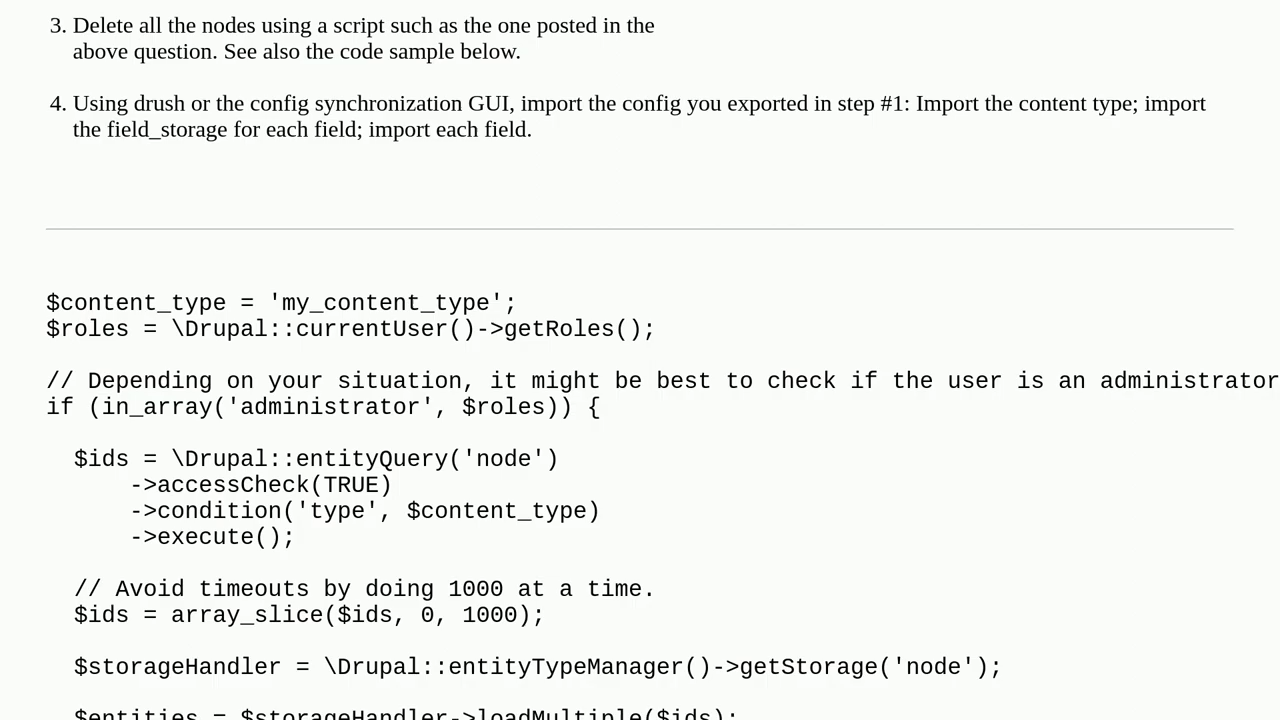 3. Delete all the nodes using a script such as the one posted in the
above question. See also the code sample below.
4. Using drush or the config synchronization GUI, import the config you exported in step #1: Import the content type; import
the field_storage for each field; import each field.
$content_type = 'my_content_type';
$roles = \Drupal::currentUser()->getRoles();
// Depending on your situation, it might be best to check if the user is an administrator
if (in_array('administrator', $roles)) {
$ids = \Drupal::entityQuery('node')
->accessCheck(TRUE)
->condition('type', $content_type)
->execute();
// Avoid timeouts by doing 1000 at a time.
$ids = array_slice($ids, 0, 1000);
$storageHandler = \Drupal::entityTypeManager()->getStorage('node');
$entities = $storageHandler->loadMultiple($ids);